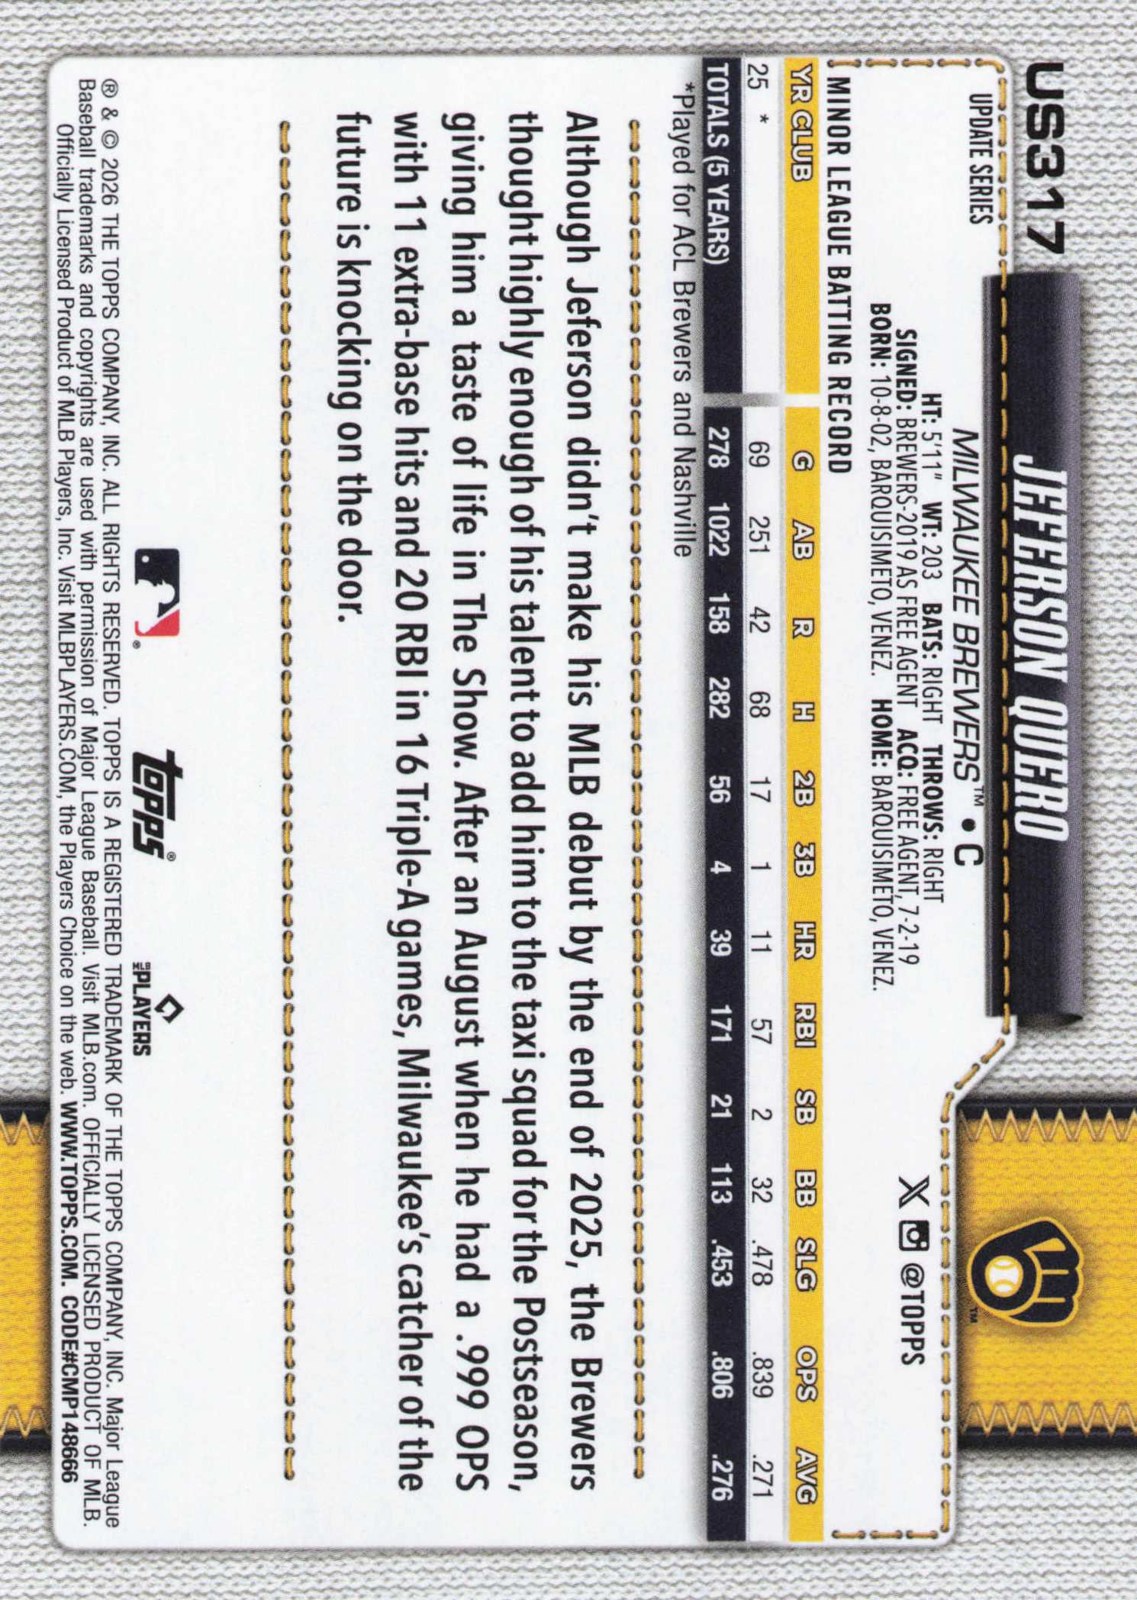 US317
UPDATE SERIES
JEFERSON QUERO
MILWAUKEE BREWERS™ • C
HT: 5'11" WT: 203 BATS: RIGHT THROWS: RIGHT
SIGNED: BREWERS-2019 AS FREE AGENT ACQ: FREE AGENT, 7-2-19
BORN: 10-8-02, BARQUISIMETO, VENEZ. HOME: BARQUISIMETO, VENEZ.
@TOPPS
TM
MINOR LEAGUE BATTING RECORD
YR CLUB G AB R H 2B 3B HR RBI SB BB SLG OPS AVG
25 * 69 251 42 68 17 1 11 57 2 32 .478 .839 .271
TOTALS (5 YEARS) 278 1022 158 282 56 4 39 171 21 113 .453 .806 .276
*Played for ACL Brewers and Nashville
Although Jeferson didn't make his MLB debut by the end of 2025, the Brewers
thought highly enough of his talent to add him to the taxi squad for the Postseason,
giving him a taste of life in The Show. After an August when he had a .999 OPS
with 11 extra-base hits and 20 RBI in 16 Triple-A games, Milwaukee's catcher of the
future is knocking on the door.
®
topps®
MLB PLAYERS
® & © 2026 THE TOPPS COMPANY, INC. ALL RIGHTS RESERVED. TOPPS IS A REGISTERED TRADEMARK OF THE TOPPS COMPANY, INC. Major League
Baseball trademarks and copyrights are used with permission of Major League Baseball. Visit MLB.com. OFFICIALLY LICENSED PRODUCT OF MLB.
Officially Licensed Product of MLB Players, Inc. Visit MLBPLAYERS.COM, the Players Choice on the web. WWW.TOPPS.COM. CODE#CMP148666